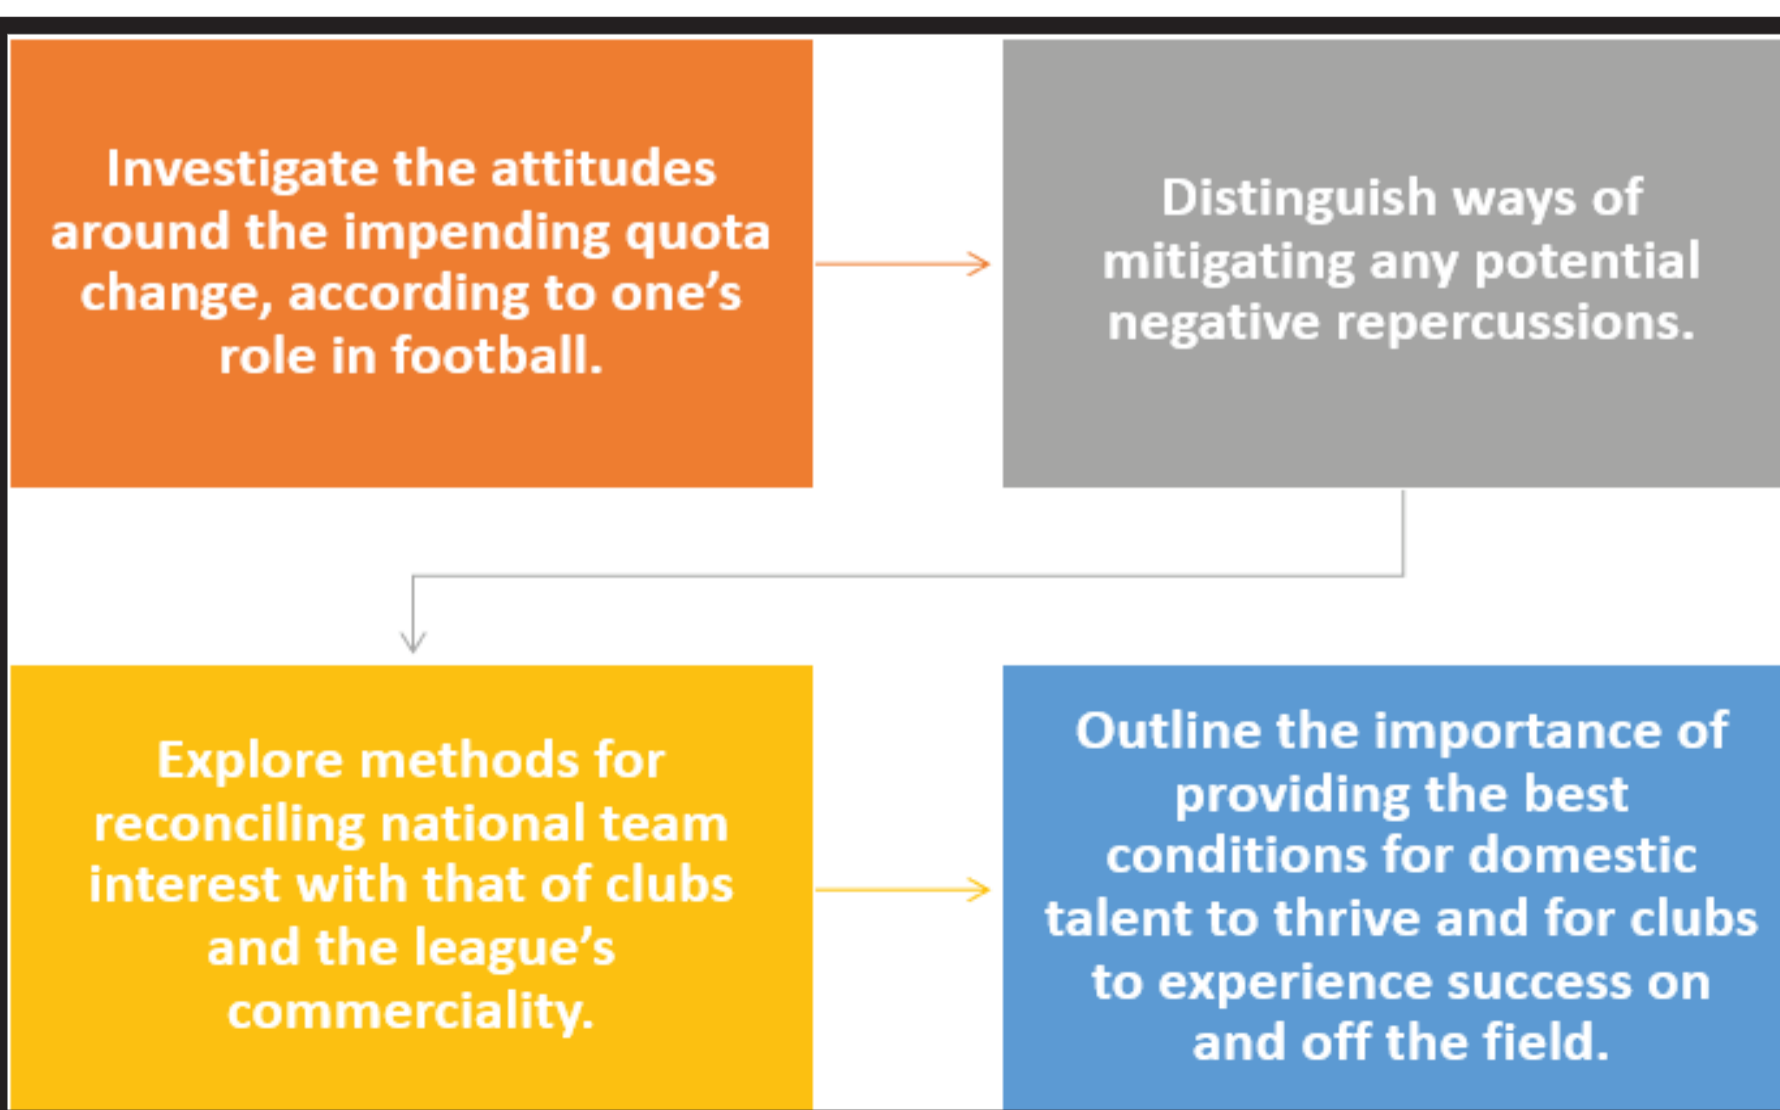 Investigate the attitudes
around the impending quota
change, according to one’s
role in football.
Distinguish ways of
mitigating any potential
negative repercussions.
Explore methods for
reconciling national team
interest with that of clubs
and the league’s
commerciality.
Outline the importance of
providing the best
conditions for domestic
talent to thrive and for clubs
to experience success on
and off the field.